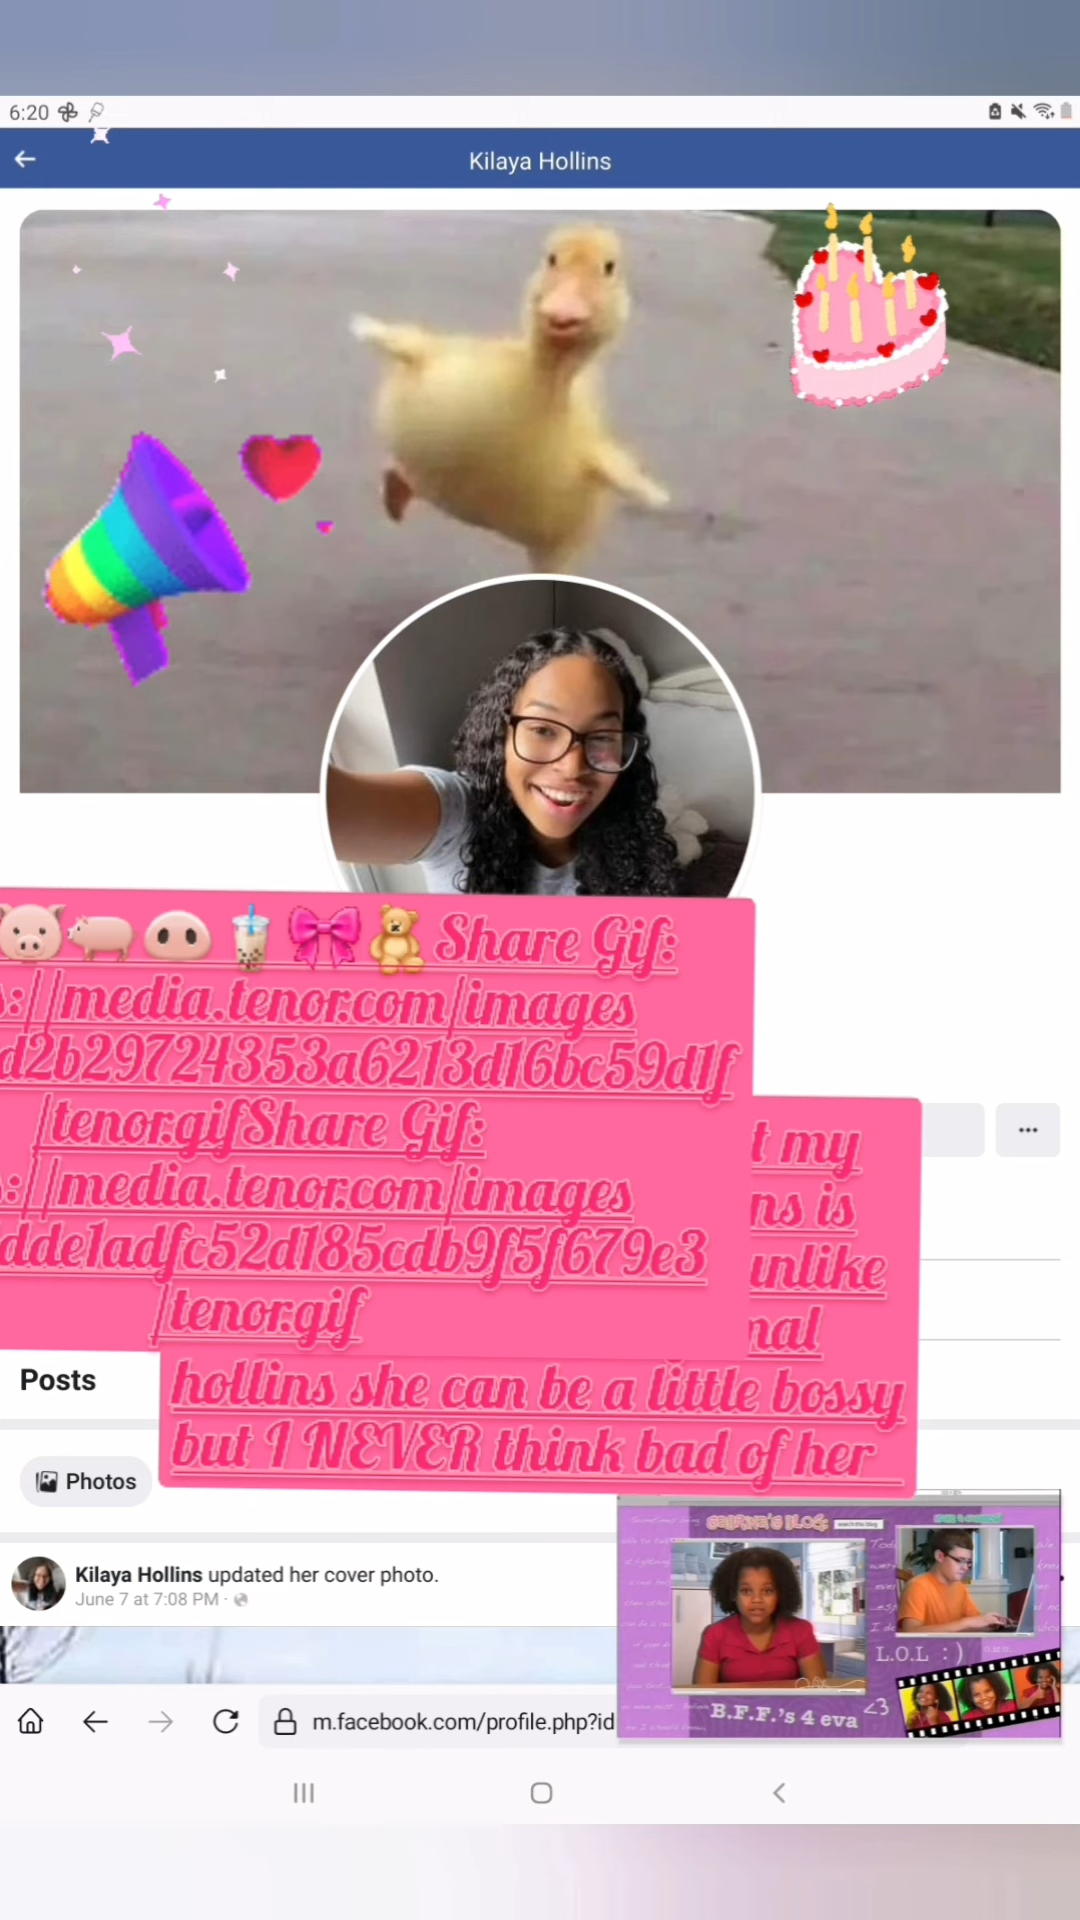 6:20
Kilaya Hollins
Share Gif:
s://media.tenor.com/images
d2b29724353a6213d16bc59d1f
/tenor.gifShare Gif:
s://media.tenor.com/images
dde1adfc52d185cdb9f5f679e3
/tenor.gif
t my
ns is
unlike
nal
hollins she can be a little bossy
but I NEVER think bad of her
Posts
Photos
Kilaya Hollins updated her cover photo.
June 7 at 7:08 PM ·
SABRINA'S BLOG
L.O.L :)
B.F.F.'s 4 eva <3
m.facebook.com/profile.php?id